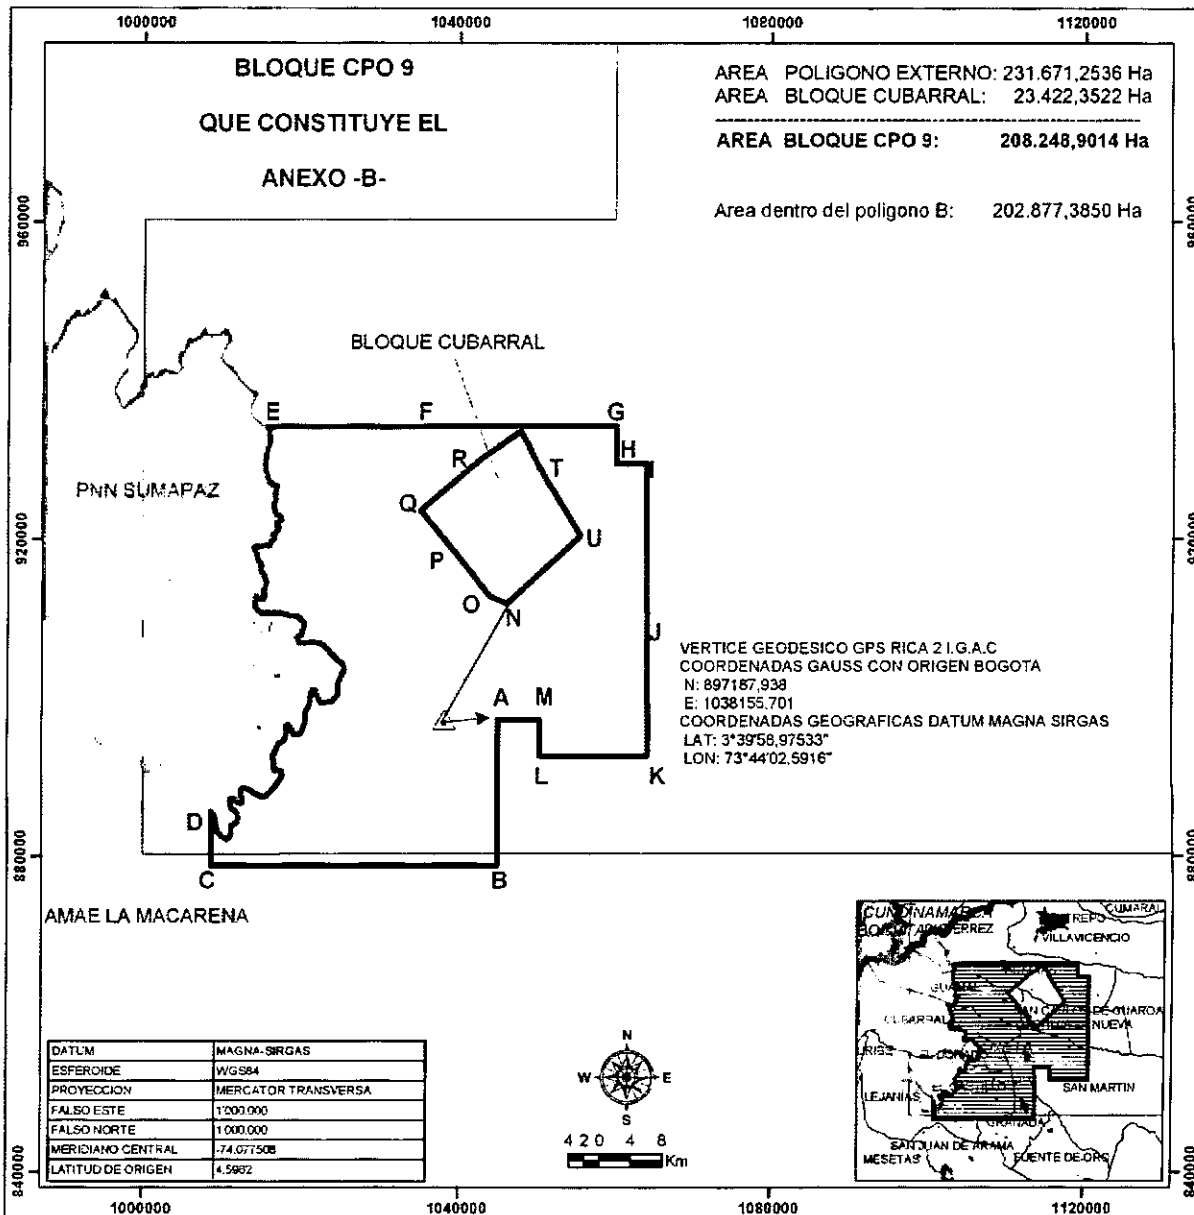 1000000 1040000 1080000 1120000
BLOQUE CPO 9
QUE CONSTITUYE EL
ANEXO -B-
AREA POLIGONO EXTERNO: 231.671,2536 Ha
AREA BLOQUE CUBARRAL: 23.422,3522 Ha
AREA BLOQUE CPO 9: 208.248,9014 Ha
Area dentro del poligono B: 202.877,3850 Ha
960000
960000
BLOQUE CUBARRAL
E F G
H
R T
PNN SUMAPAZ
Q
920000
U
920000
P
O N
J
VERTICE GEODESICO GPS RICA 2 I.G.A.C
COORDENADAS GAUSS CON ORIGEN BOGOTA
N: 897187,938
E: 1038155,701
COORDENADAS GEOGRAFICAS DATUM MAGNA SIRGAS
LAT: 3°39'58,97533"
LON: 73°44'02,5916"
A M
L K
D
880000
880000
C B
AMAE LA MACARENA
CUNDINAMARCA
CUMARAL
VILLAVICENCIO
CUBARRAL
SAN MARTIN
LEJANIAS
GRANADA
SAN JUAN DE ARAMA
MESETAS
FUENTE DE ORO
DATUM MAGNA-SIRGAS
ESFEROIDE WGS84
PROYECCION MERCATOR TRANSVERSA
FALSO ESTE 1'000.000
FALSO NORTE 1.000.000
MERIDIANO CENTRAL -74.077508
LATITUD DE ORIGEN 4.5962
N
W E
S
4 2 0 4 8
Km
840000
840000
1000000 1040000 1080000 1120000